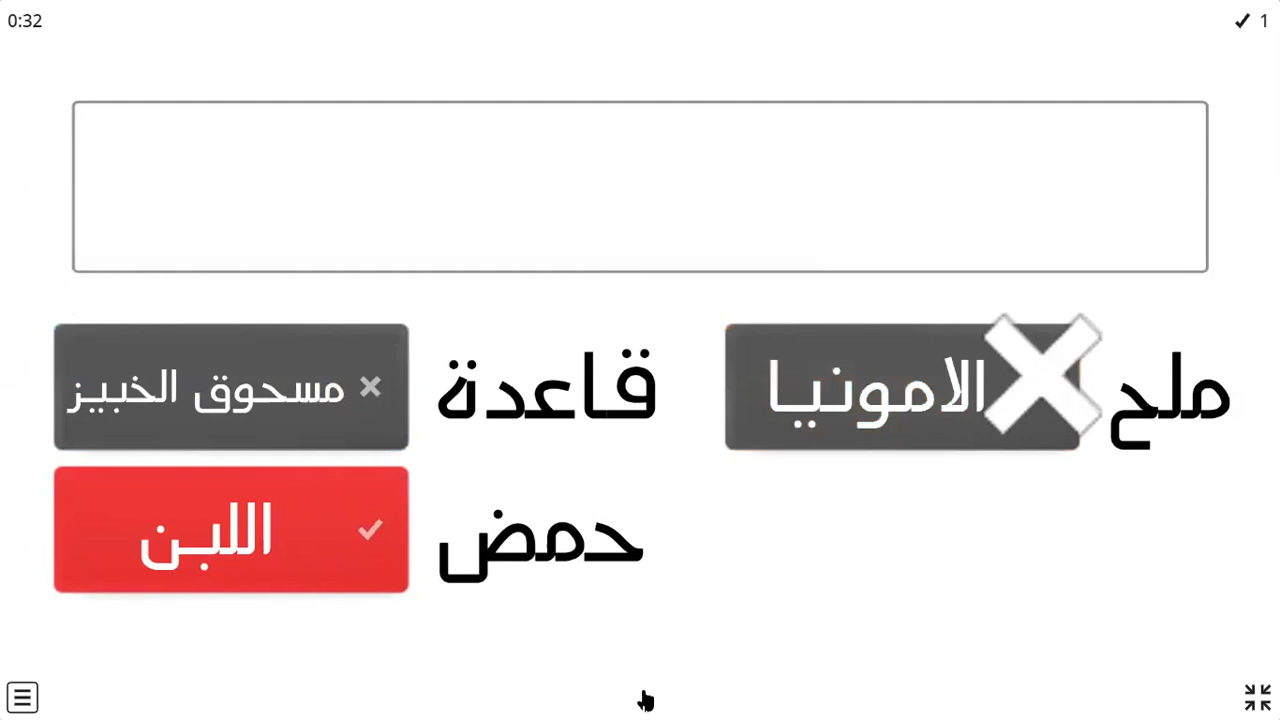 0:32
1
ملح
الامونيا
قاعدة
مسحوق الخبيز
حمض
اللبن